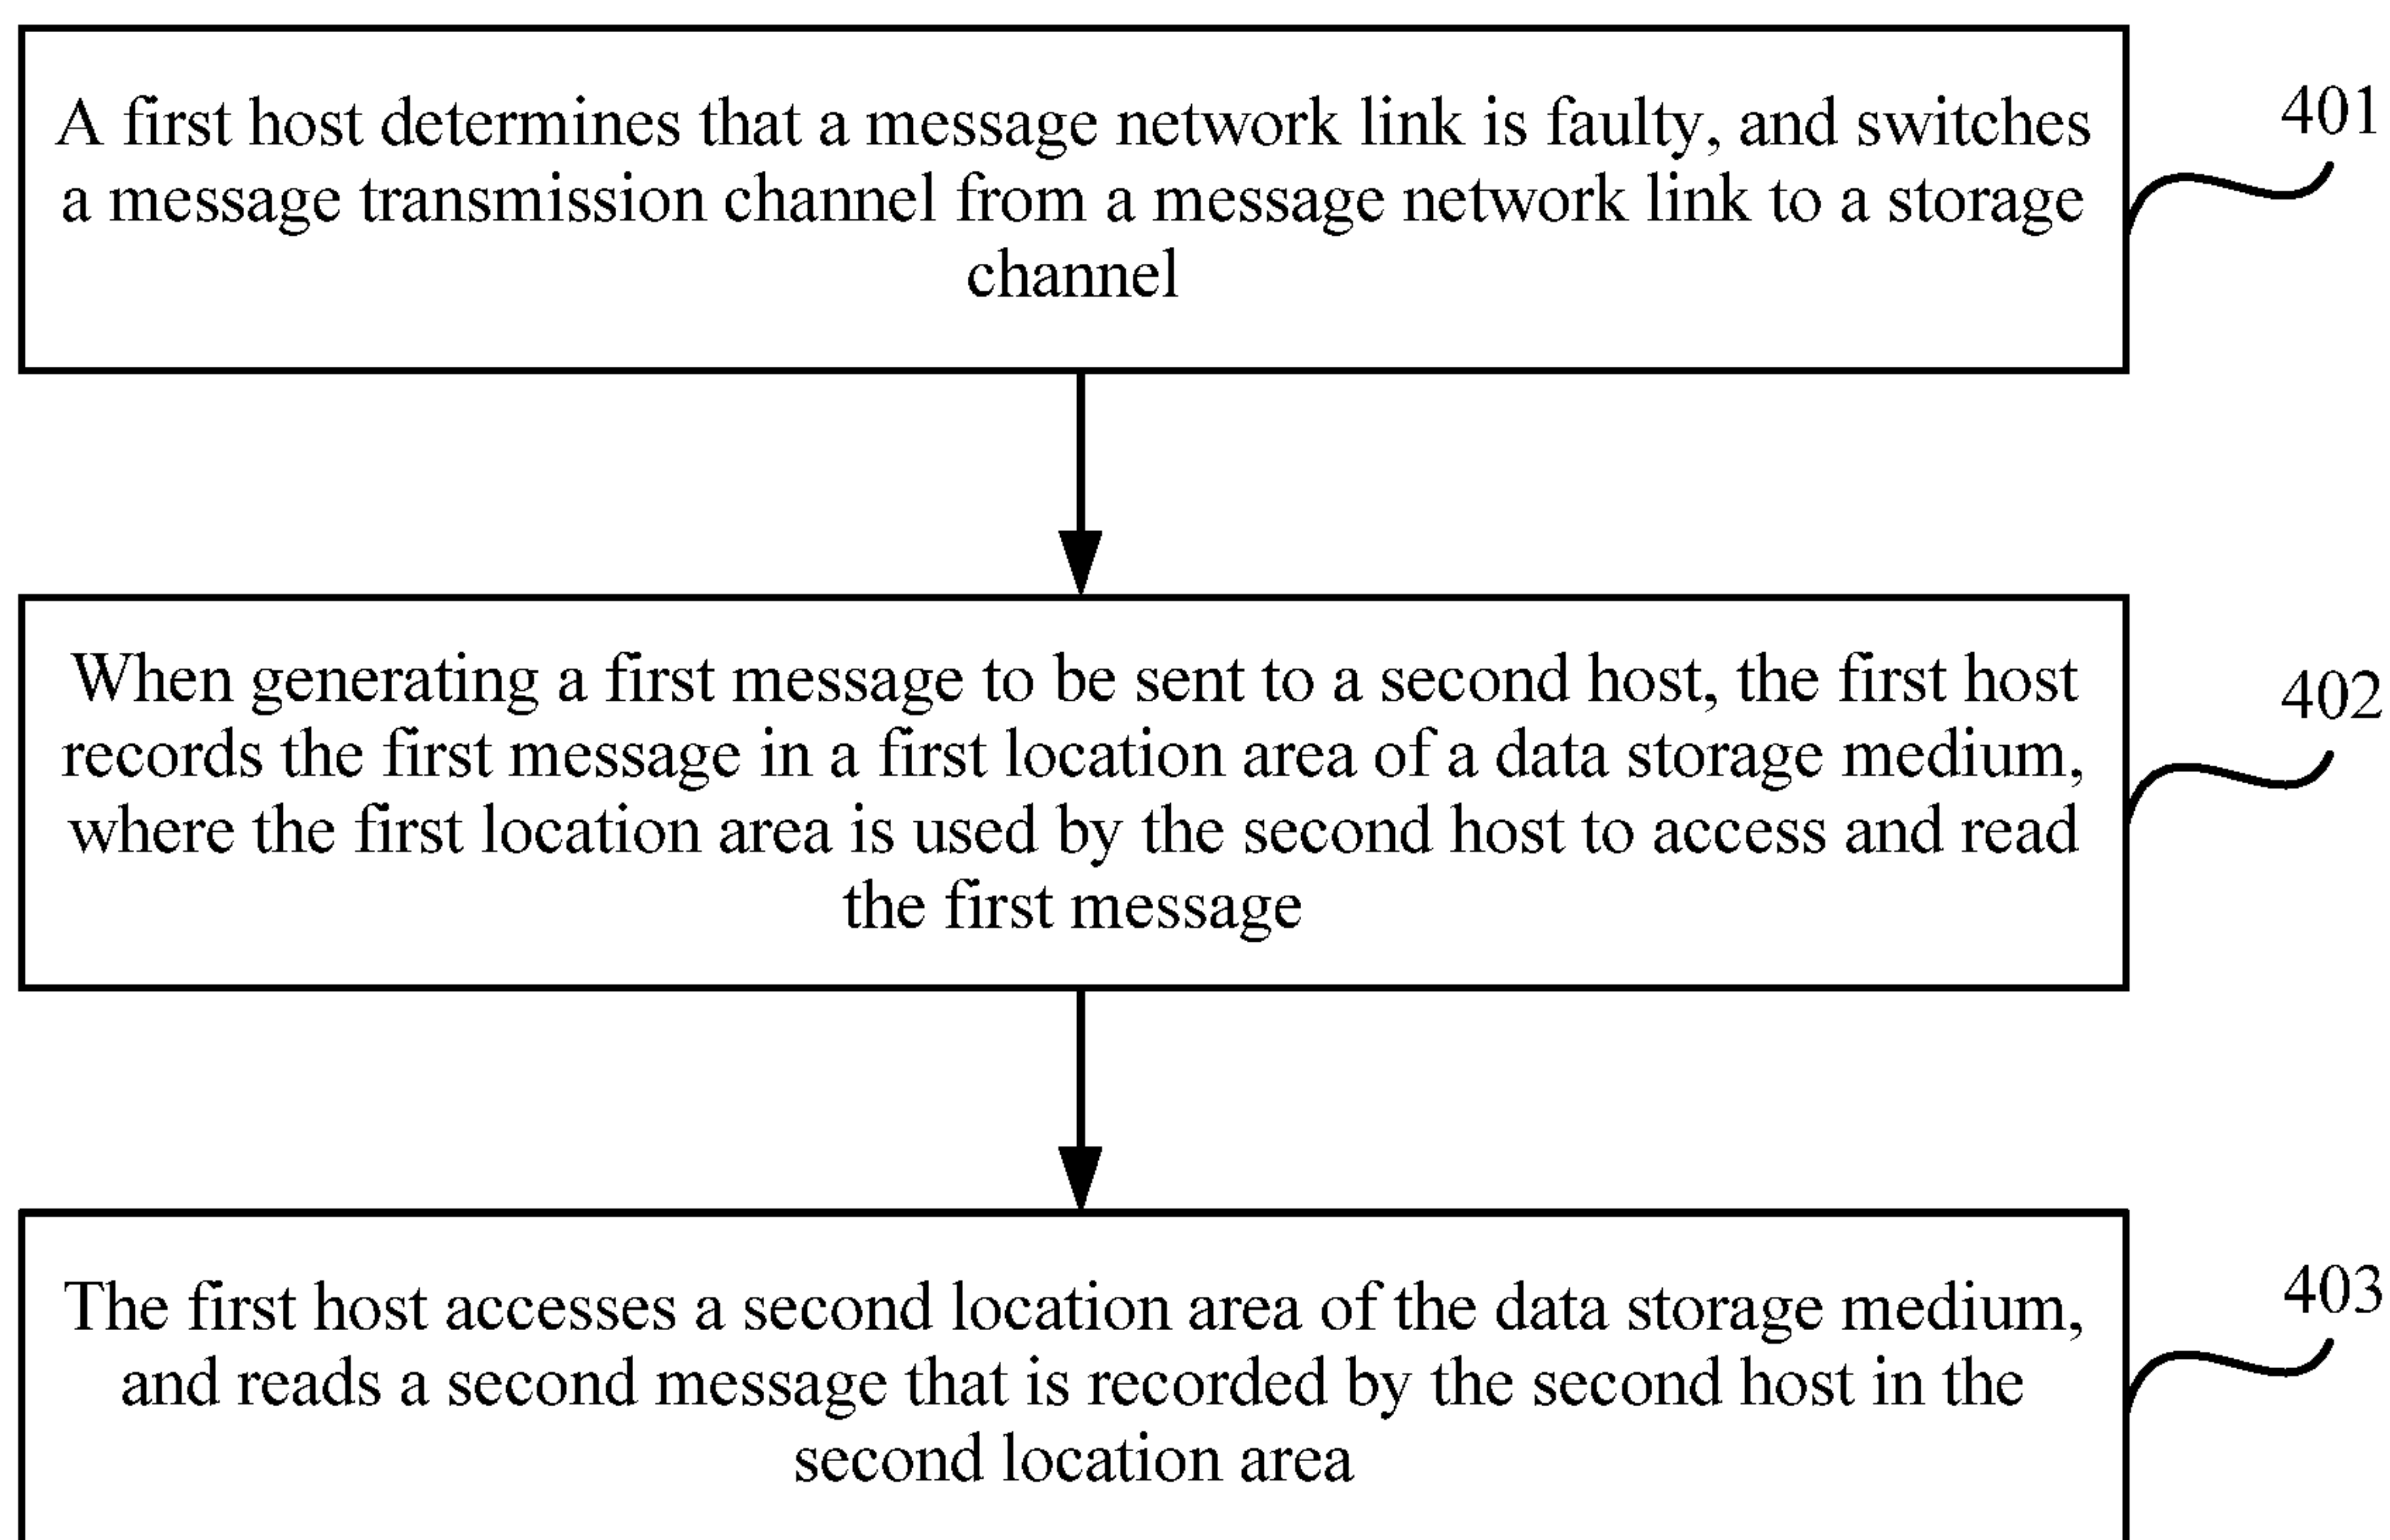 A first host determines that a message network link is faulty, and switches
a message transmission channel from a message network link to a storage
channel
401
When generating a first message to be sent to a second host, the first host
records the first message in a first location area of a data storage medium,
where the first location area is used by the second host to access and read
the first message
402
The first host accesses a second location area of the data storage medium,
and reads a second message that is recorded by the second host in the
second location area
403